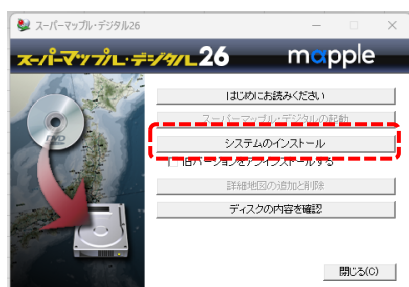 スーパーマップル・デジタル26
スーパーマップル・デジタル26 mapple
はじめにお読みください
スーパーマップル・デジタルの起動
システムのインストール
旧バージョンをアンインストールする
詳細地図の追加と削除
ディスクの内容を確認
DVD
閉じる(C)